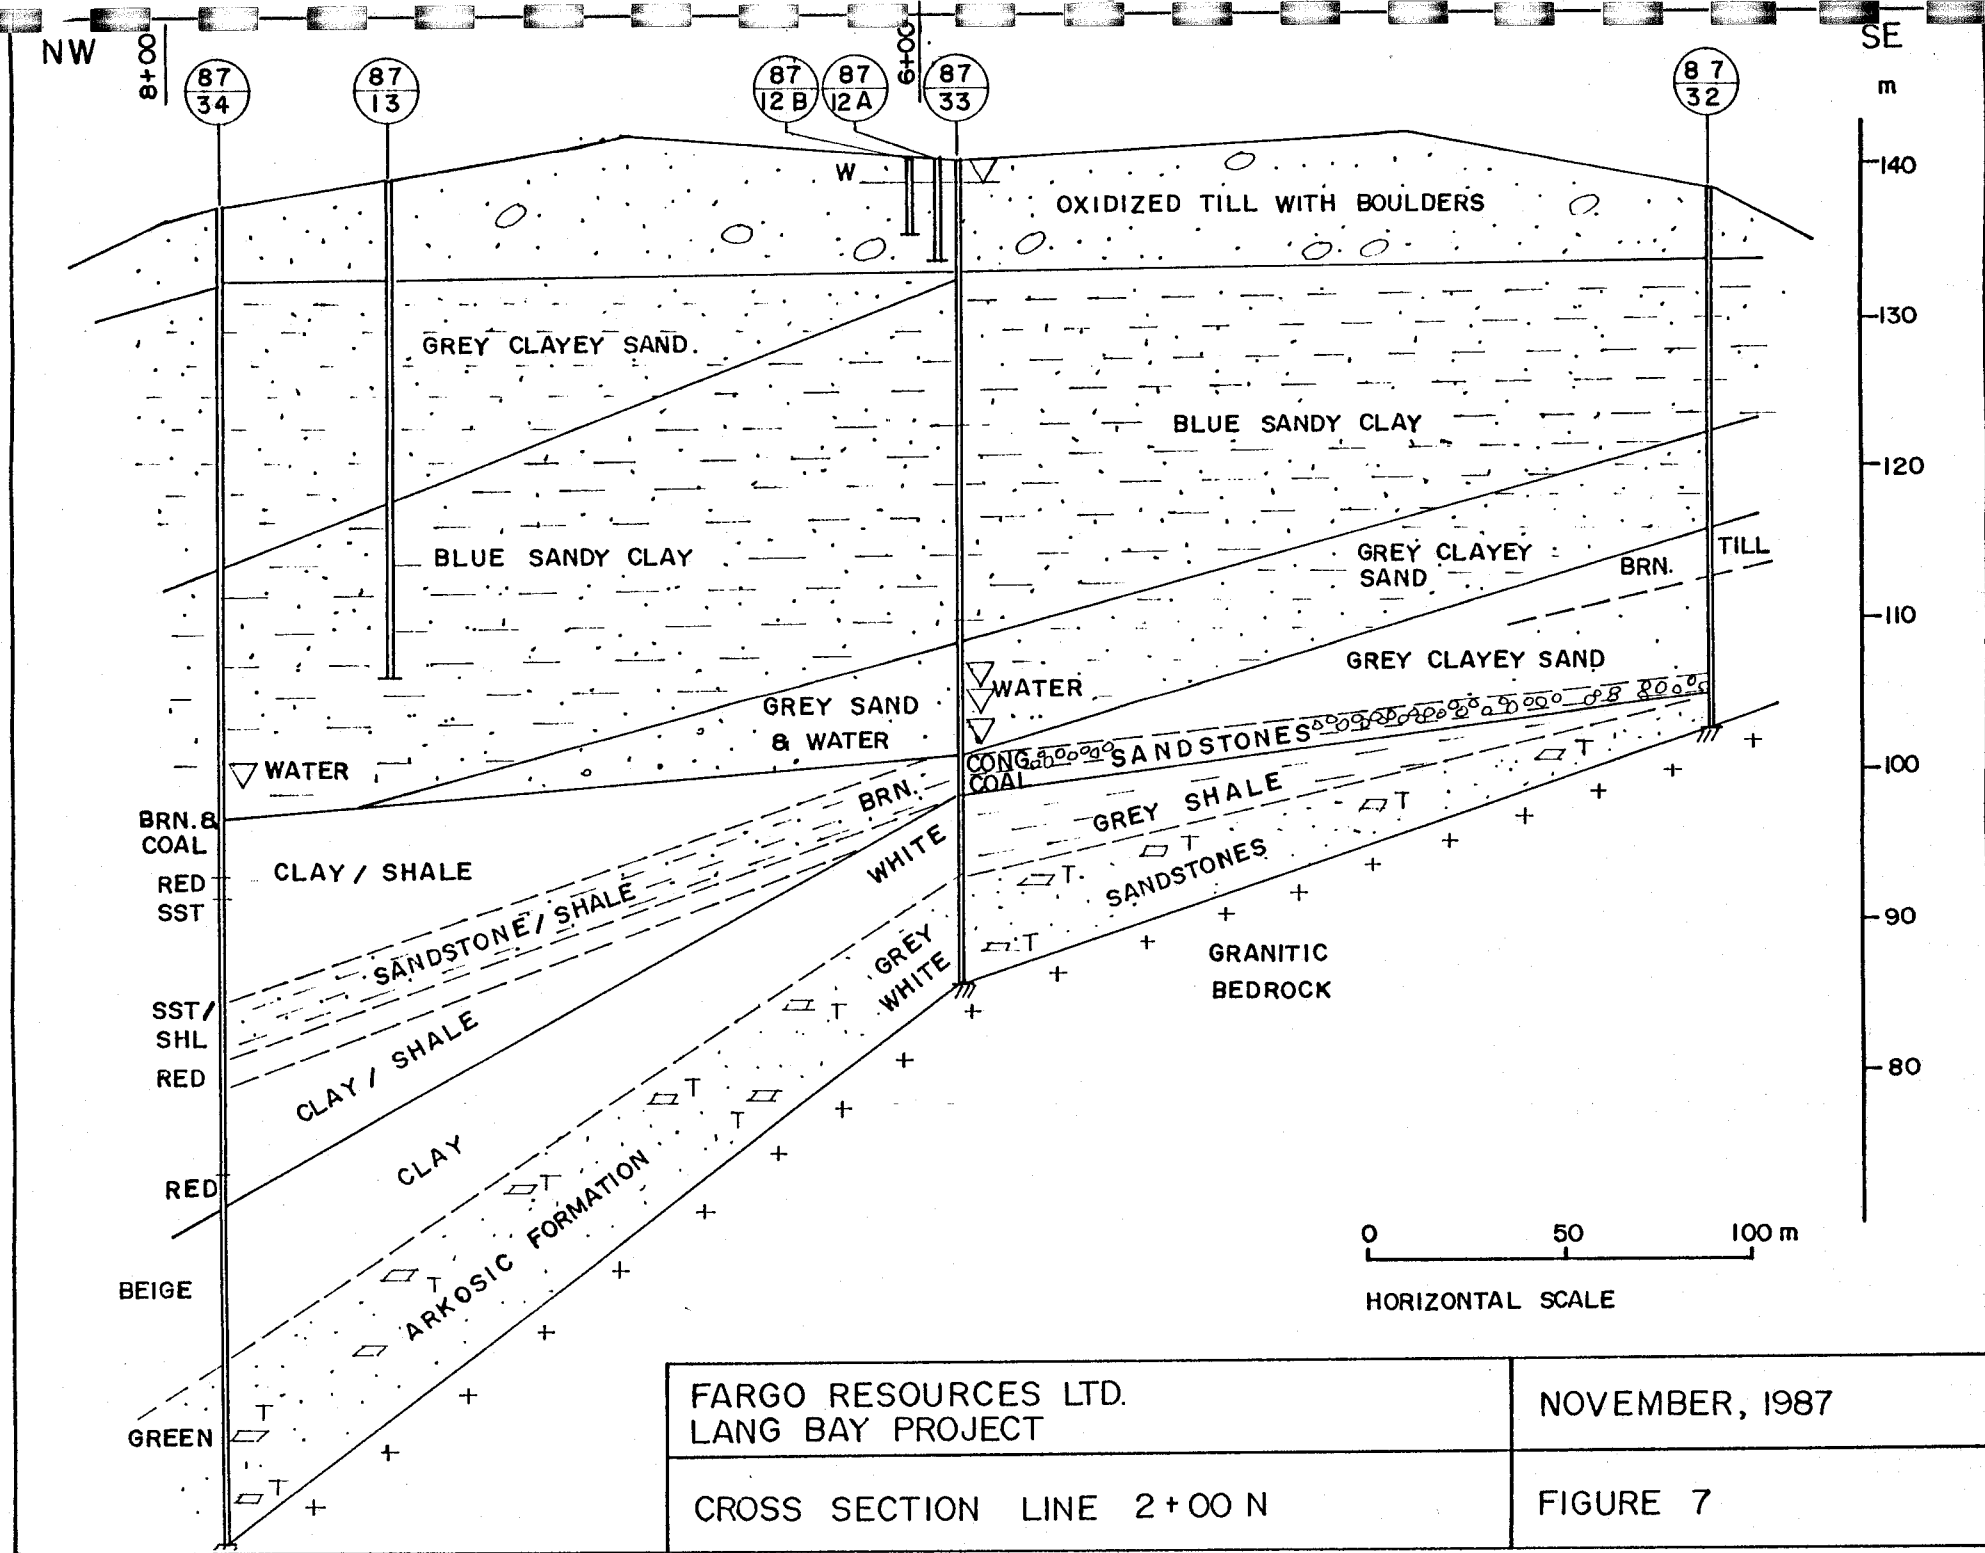 NW
8+00
6+00
SE
m
87
34
87
13
87
12B
87
12A
87
33
87
32
140
130
120
110
100
90
80
W
OXIDIZED TILL WITH BOULDERS
GREY CLAYEY SAND.
BLUE SANDY CLAY
BLUE SANDY CLAY
GREY CLAYEY
SAND
BRN.
TILL
GREY CLAYEY SAND
WATER
GREY SAND
& WATER
WATER
CONG.
SANDSTONES
COAL
BRN.
GREY SHALE
SANDSTONES
WHITE
GREY
WHITE
GRANITIC
BEDROCK
BRN. &
COAL
RED
SST
CLAY / SHALE
SANDSTONE / SHALE
SST/
SHL
RED
CLAY / SHALE
CLAY
RED
BEIGE
ARKOSIC FORMATION
GREEN
T
T
T
T
T
T
T
T
T
T
T
T
T
0 50 100 m
HORIZONTAL SCALE
FARGO RESOURCES LTD.
LANG BAY PROJECT
NOVEMBER, 1987
CROSS SECTION LINE 2+00 N
FIGURE 7